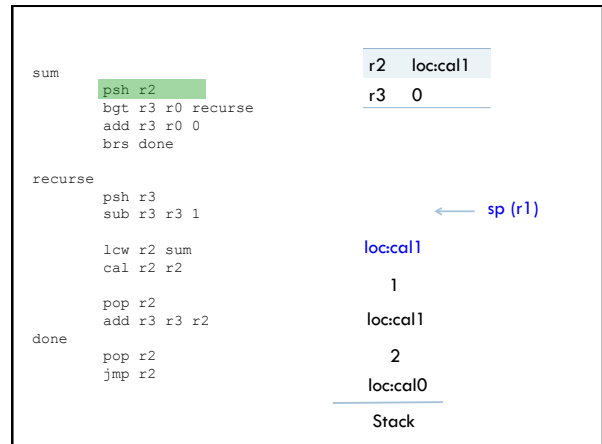 sum
psh r2
bgt r3 r0 recurse
add r3 r0 0
brs done
recurse
psh r3
sub r3 r3 1
lcw r2 sum
cal r2 r2
pop r2
add r3 r3 r2
done
pop r2
jmp r2
r2 loc:cal1
r3 0
sp (r1)
loc:cal1
1
loc:cal1
2
loc:cal0
Stack